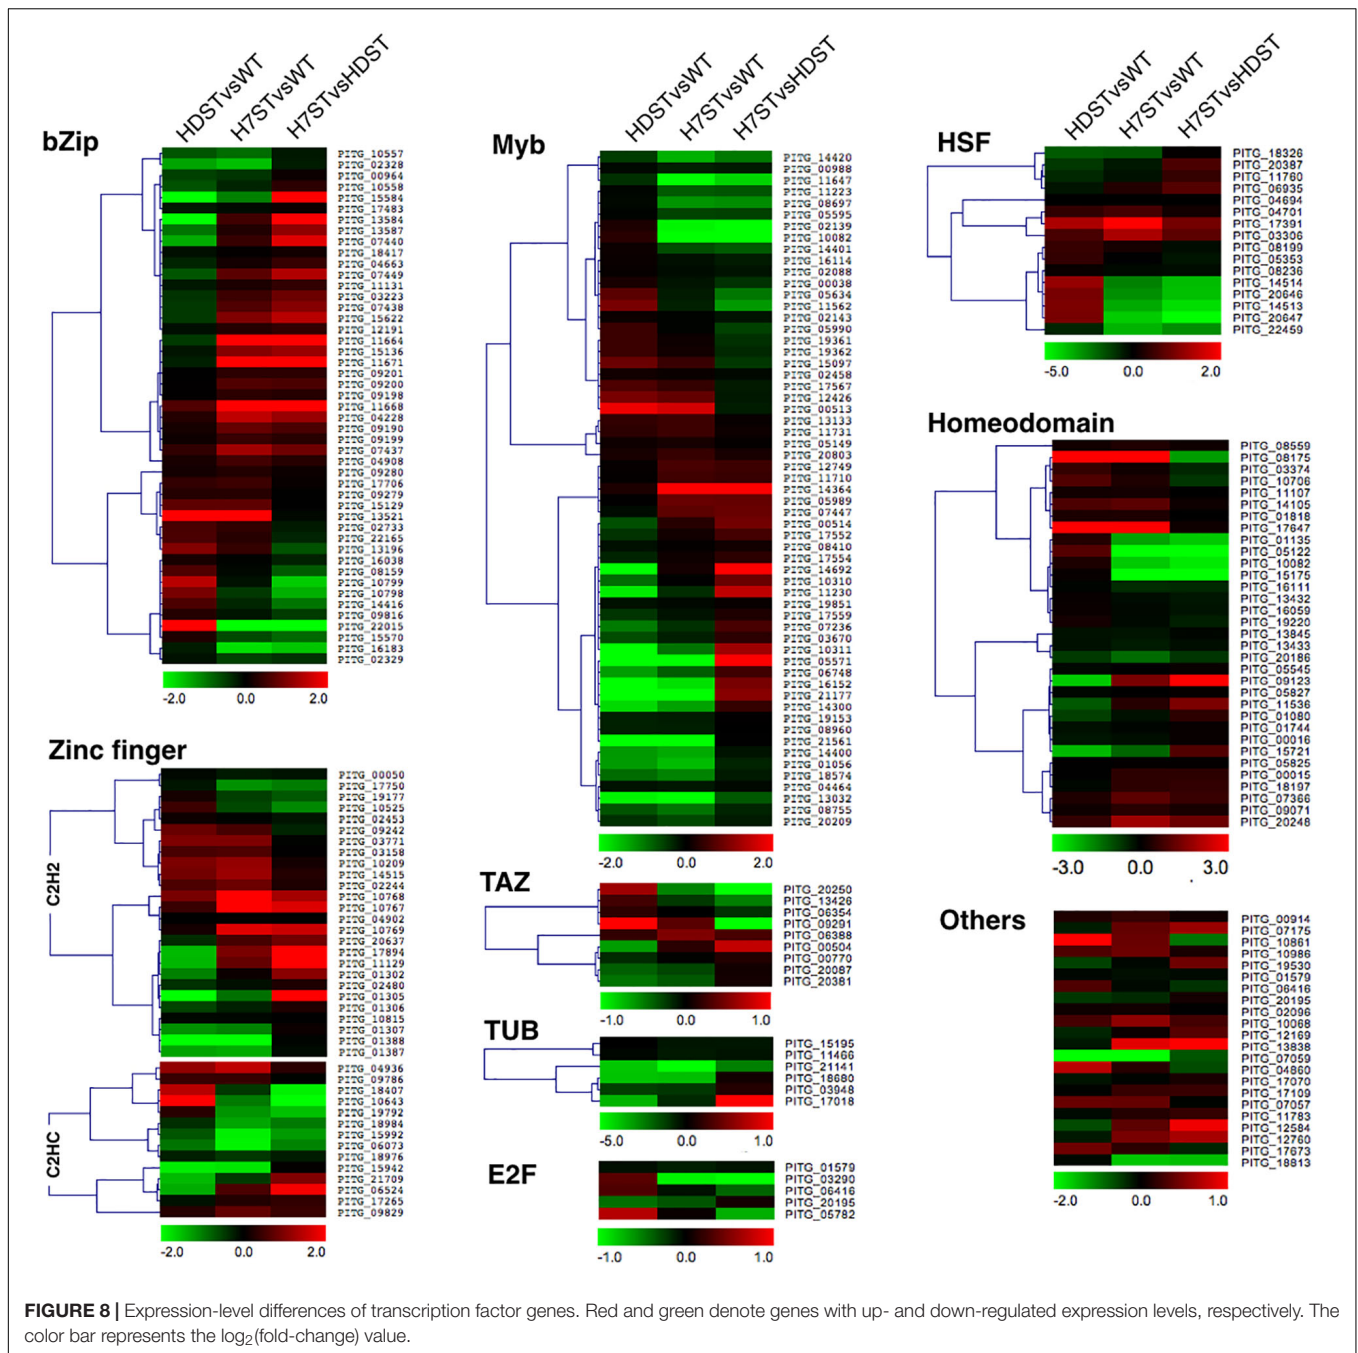 bZip
HDSTvsWT
H7STvsWT
H7STvsHDST
PITG_10557
PITG_02328
PITG_00964
PITG_10558
PITG_15584
PITG_17483
PITG_13584
PITG_13587
PITG_07440
PITG_18417
PITG_04663
PITG_07449
PITG_11131
PITG_03223
PITG_07438
PITG_15622
PITG_12191
PITG_11664
PITG_15136
PITG_11671
PITG_09201
PITG_09200
PITG_09198
PITG_11668
PITG_04228
PITG_09190
PITG_09199
PITG_07437
PITG_04908
PITG_09280
PITG_17706
PITG_09279
PITG_15129
PITG_13521
PITG_02733
PITG_22165
PITG_13196
PITG_16038
PITG_08159
PITG_10799
PITG_10798
PITG_14416
PITG_09816
PITG_22015
PITG_15570
PITG_16183
PITG_02329
-2.0 0.0 2.0
Zinc finger
C2H2
PITG_00050
PITG_17750
PITG_19177
PITG_10525
PITG_02453
PITG_09242
PITG_03771
PITG_03158
PITG_10209
PITG_14515
PITG_02244
PITG_10768
PITG_10767
PITG_04902
PITG_10769
PITG_20637
PITG_17894
PITG_11129
PITG_01302
PITG_02480
PITG_01305
PITG_01306
PITG_10815
PITG_01307
PITG_01388
PITG_01387
C2HC
PITG_04936
PITG_09786
PITG_18407
PITG_10643
PITG_19792
PITG_18984
PITG_15992
PITG_06073
PITG_18976
PITG_15942
PITG_21709
PITG_06524
PITG_17265
PITG_09829
-2.0 0.0 2.0
Myb
HDSTvsWT
H7STvsWT
H7STvsHDST
PITG_14420
PITG_00988
PITG_11647
PITG_11223
PITG_08697
PITG_05595
PITG_02139
PITG_10082
PITG_14401
PITG_16114
PITG_02088
PITG_00038
PITG_05634
PITG_11562
PITG_02143
PITG_05990
PITG_19361
PITG_19362
PITG_15097
PITG_02458
PITG_17567
PITG_12426
PITG_00513
PITG_13133
PITG_11731
PITG_05149
PITG_20803
PITG_12749
PITG_11710
PITG_14364
PITG_05989
PITG_07447
PITG_00514
PITG_17552
PITG_08410
PITG_17554
PITG_14692
PITG_10310
PITG_11230
PITG_19851
PITG_17559
PITG_07236
PITG_03670
PITG_10311
PITG_05571
PITG_06748
PITG_16152
PITG_21177
PITG_14300
PITG_19153
PITG_08960
PITG_21561
PITG_14400
PITG_01056
PITG_18574
PITG_04464
PITG_13032
PITG_08755
PITG_20209
-2.0 0.0 2.0
TAZ
PITG_20250
PITG_13426
PITG_06354
PITG_09291
PITG_06388
PITG_00504
PITG_00770
PITG_20087
PITG_20381
-1.0 0.0 1.0
TUB
PITG_15195
PITG_11466
PITG_21141
PITG_18680
PITG_03948
PITG_17018
-5.0 0.0 1.0
E2F
PITG_01579
PITG_03290
PITG_06416
PITG_20195
PITG_05782
-1.0 0.0 1.0
HSF
HDSTvsWT
H7STvsWT
H7STvsHDST
PITG_18326
PITG_20387
PITG_11760
PITG_06935
PITG_04694
PITG_04701
PITG_17391
PITG_03306
PITG_08199
PITG_05353
PITG_08236
PITG_14514
PITG_20646
PITG_14513
PITG_20647
PITG_22459
-5.0 0.0 2.0
Homeodomain
PITG_08559
PITG_08175
PITG_03374
PITG_10706
PITG_11107
PITG_14105
PITG_01818
PITG_17647
PITG_01135
PITG_05122
PITG_10082
PITG_15175
PITG_16111
PITG_13432
PITG_16059
PITG_19220
PITG_13845
PITG_13433
PITG_20186
PITG_05545
PITG_09123
PITG_05827
PITG_11536
PITG_01080
PITG_01744
PITG_00016
PITG_15721
PITG_05825
PITG_00015
PITG_18197
PITG_07366
PITG_09071
PITG_20248
-3.0 0.0 3.0
Others
PITG_00914
PITG_07175
PITG_10861
PITG_10986
PITG_19530
PITG_01579
PITG_06416
PITG_20195
PITG_02096
PITG_10068
PITG_12169
PITG_13838
PITG_07059
PITG_04860
PITG_17070
PITG_17109
PITG_07057
PITG_11783
PITG_12584
PITG_12760
PITG_17673
PITG_18813
-2.0 0.0 1.0
FIGURE 8 | Expression-level differences of transcription factor genes. Red and green denote genes with up- and down-regulated expression levels, respectively. The
color bar represents the log2(fold-change) value.